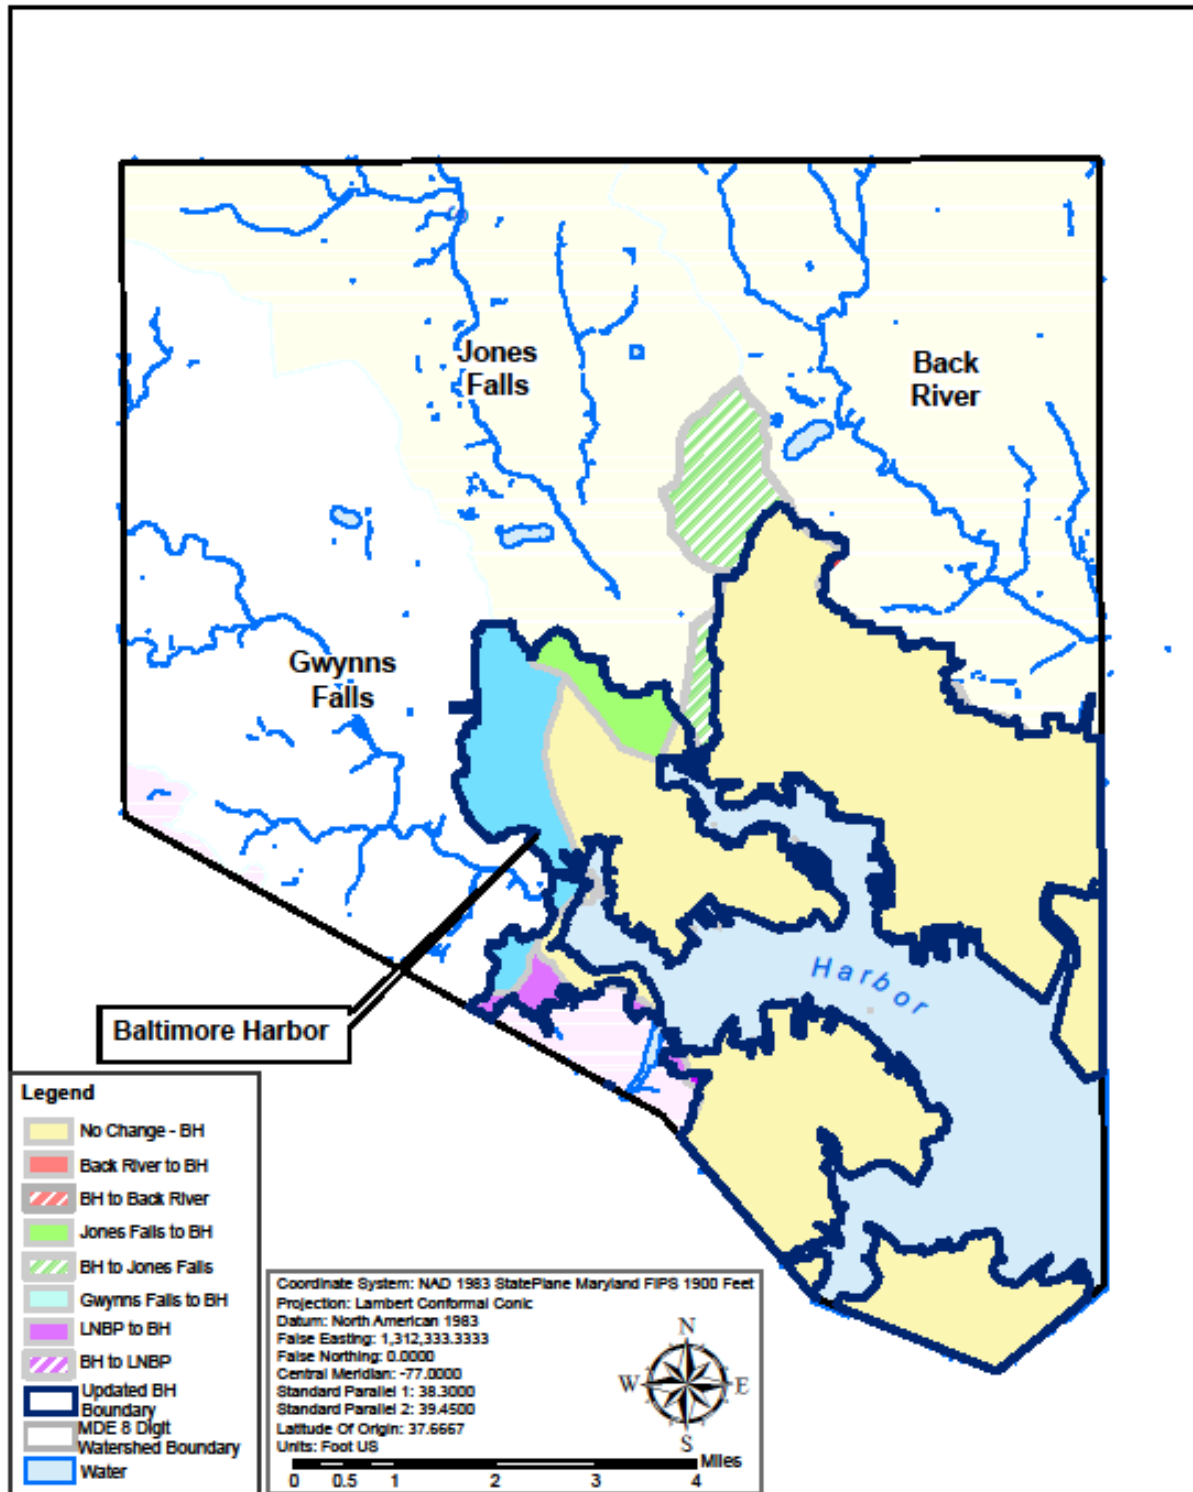 Jones
Falls
Back
River
Gwynns
Falls
Harbor
Baltimore Harbor
Legend
No Change - BH
Back River to BH
BH to Back River
Jones Falls to BH
BH to Jones Falls
Gwynns Falls to BH
LNBP to BH
BH to LNBP
Updated BH
Boundary
MDE 8 Digit
Watershed Boundary
Water
Coordinate System: NAD 1983 StatePlane Maryland FIPS 1900 Feet
Projection: Lambert Conformal Conic
Datum: North American 1983
False Easting: 1,312,333.3333
False Northing: 0.0000
Central Meridian: -77.0000
Standard Parallel 1: 38.3000
Standard Parallel 2: 39.4500
Latitude Of Origin: 37.6667
Units: Foot US
N
W E
S
Miles
0 0.5 1 2 3 4